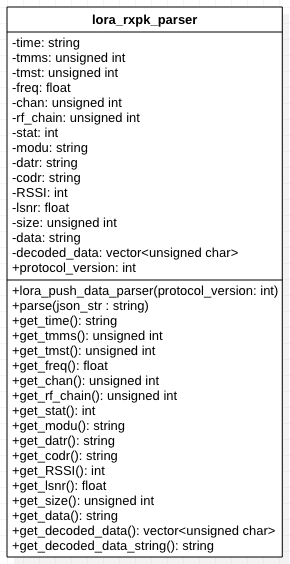 lora_rxpk_parser
-time: string
-tmms: unsigned int
-tmst: unsigned int
-freq: float
-chan: unsigned int
-rf_chain: unsigned int
-stat: int
-modu: string
-datr: string
-codr: string
-RSSI: int
-lsnr: float
-size: unsigned int
-data: string
-decoded_data: vector<unsigned char>
+protocol_version: int
+lora_push_data_parser(protocol_version: int)
+parse(json_str : string)
+get_time(): string
+get_tmms(): unsigned int
+get_tmst(): unsigned int
+get_freq(): float
+get_chan(): unsigned int
+get_rf_chain(): unsigned int
+get_stat(): int
+get_modu(): string
+get_datr(): string
+get_codr(): string
+get_RSSI(): int
+get_lsnr(): float
+get_size(): unsigned int
+get_data(): string
+get_decoded_data(): vector<unsigned char>
+get_decoded_data_string(): string